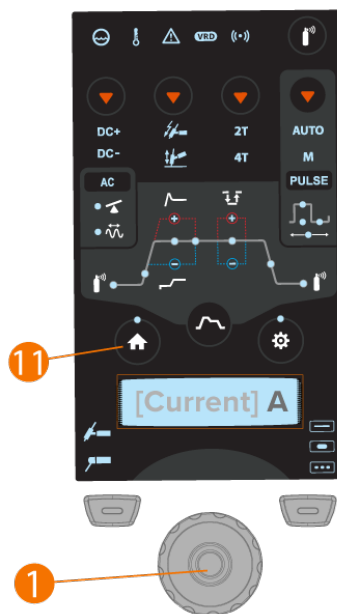 VRD
DC+ 2T AUTO
DC- 4T M
AC PULSE
11
[Current] A
1